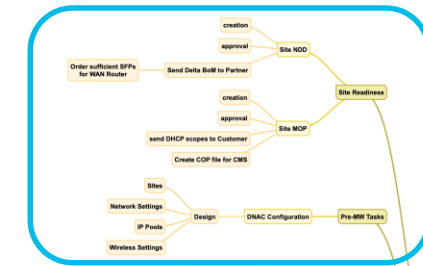 creation
approval
Site NDD
Order sufficient SFPs
for WAN Router
Send Delta BoM to Partner
Site Readiness
creation
approval
Site MOP
send DHCP scopes to Customer
Create COP file for CMS
Sites
Network Settings
Design
DNAC Configuration
Pre-MW Tasks
IP Pools
Wireless Settings